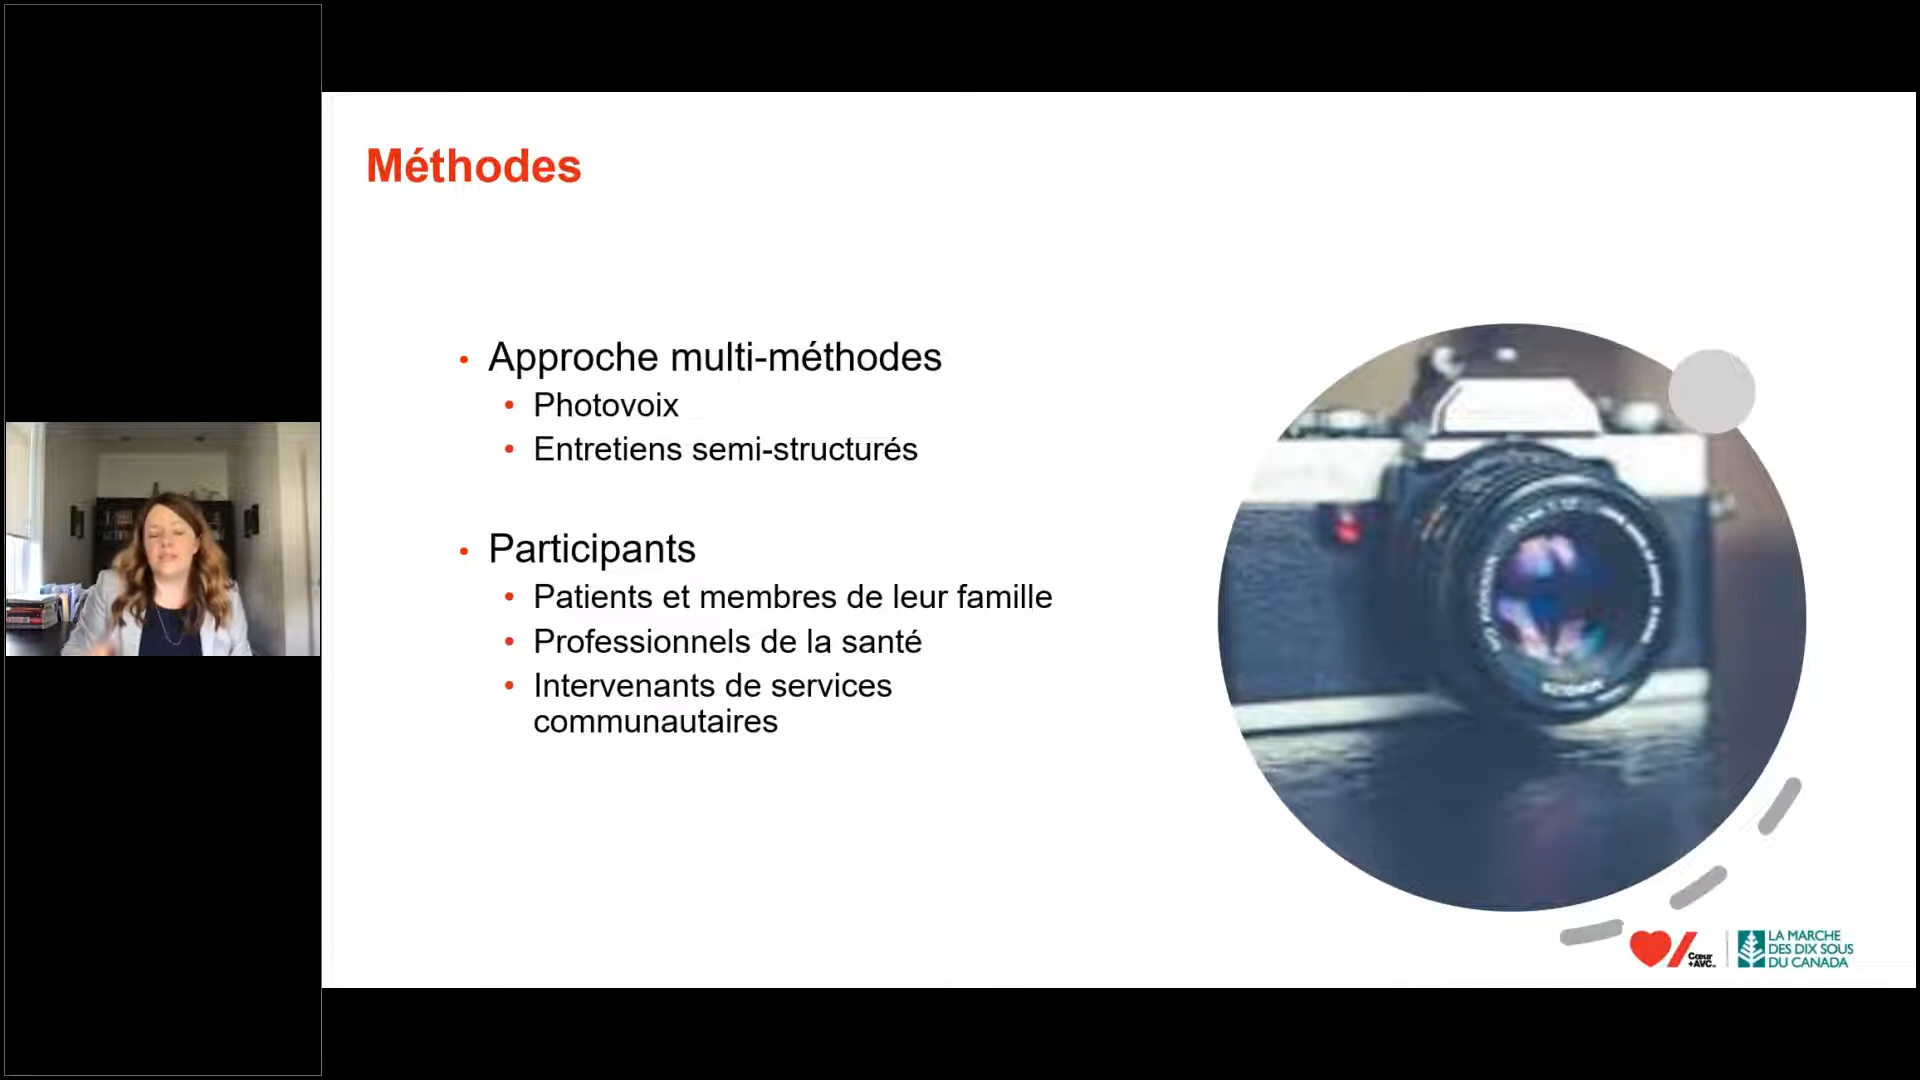 Méthodes
• Approche multi-méthodes
• Photovoix
• Entretiens semi-structurés
• Participants
• Patients et membres de leur famille
• Professionnels de la santé
• Intervenants de services
communautaires
Cœur
+AVC
LA MARCHE
DES DIX SOUS
DU CANADA